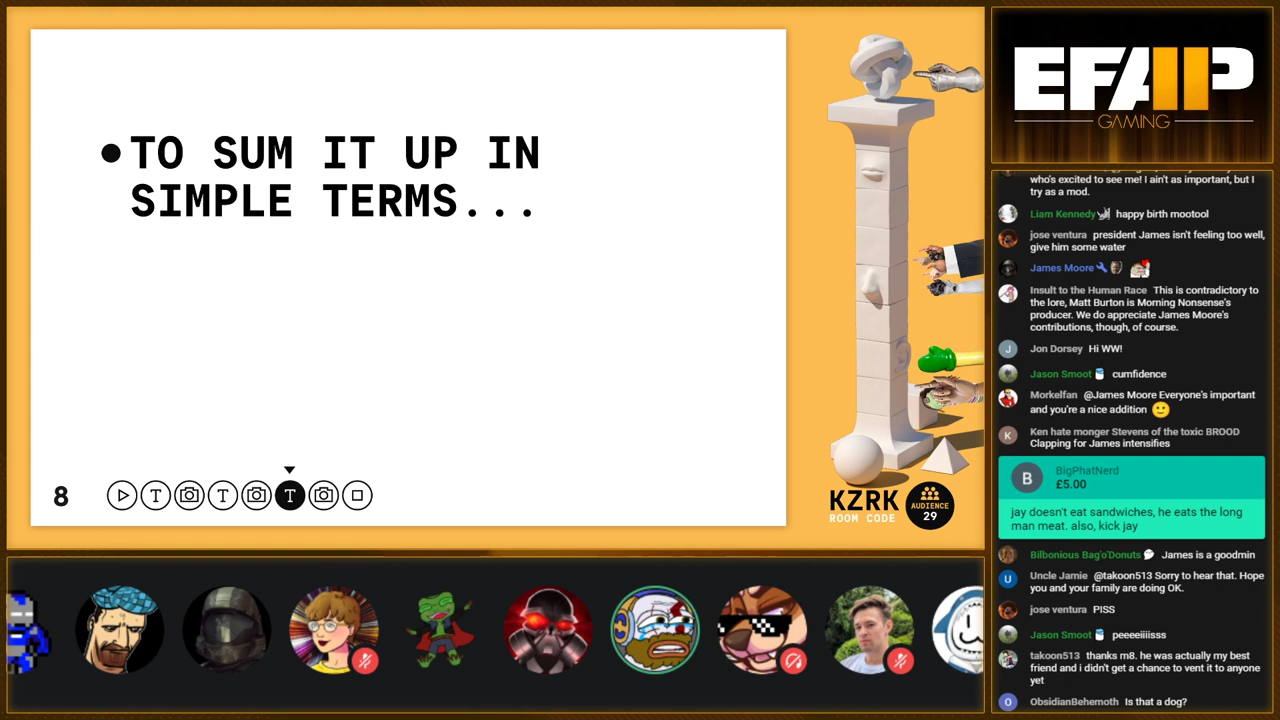 ●TO SUM IT UP IN
SIMPLE TERMS...
8
T
T
T
KZRK
ROOM CODE
AUDIENCE
29
EFAP
GAMING
who's excited to see me! I ain't as important, but I
try as a mod.
Liam Kennedy happy birth mootool
jose ventura president James isn't feeling too well,
give him some water
James Moore
Insult to the Human Race This is contradictory to
the lore, Matt Burton is Morning Nonsense's
producer. We do appreciate James Moore's
contributions, though, of course.
J
Jon Dorsey Hi WW!
Jason Smoot cumfidence
Morkelfan @James Moore Everyone's important
and you're a nice addition
K
Ken hate monger Stevens of the toxic BROOD
Clapping for James intensifies
B
BigPhatNerd
£5.00
jay doesn't eat sandwiches, he eats the long
man meat. also, kick jay
Bilbonious Bag'o'Donuts James is a goodmin
U
Uncle Jamie @takoon513 Sorry to hear that. Hope
you and your family are doing OK.
jose ventura PISS
Jason Smoot peeeeiiiisss
takoon513 thanks m8. he was actually my best
friend and i didn't get a chance to vent it to anyone
yet
O
ObsidianBehemoth Is that a dog?